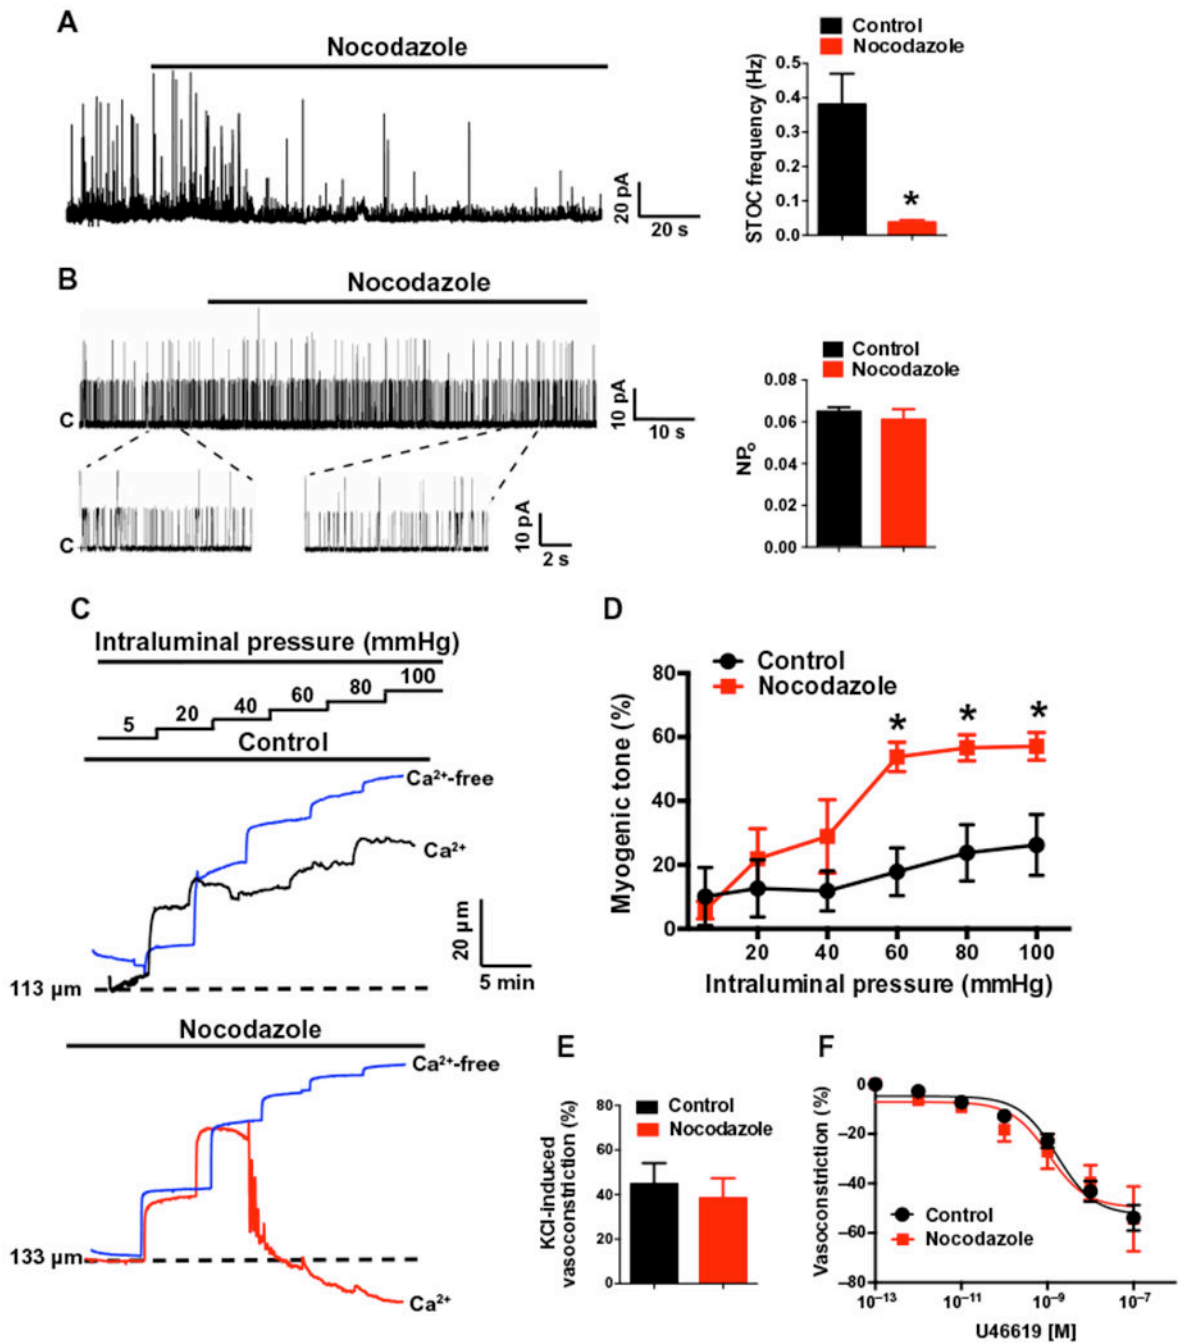 A
Nocodazole
20 pA
20 s
Control
Nocodazole
STOC frequency (Hz)
0.5
0.4
0.3
0.2
0.1
0.0
*
B
Nocodazole
C
10 pA
10 s
C
10 pA
2 s
Control
Nocodazole
NPo
0.08
0.06
0.04
0.02
0.00
C
Intraluminal pressure (mmHg)
5 20 40 60 80 100
Control
Ca²⁺-free
Ca²⁺
113 µm
20 µm
5 min
Nocodazole
Ca²⁺-free
133 µm
Ca²⁺
D
Control
Nocodazole
Myogenic tone (%)
80
60
40
20
0
* * *
20 40 60 80 100
Intraluminal pressure (mmHg)
E
Control
Nocodazole
KCl-induced
vasoconstriction (%)
80
60
40
20
0
F
Vasoconstriction (%)
0
–20
–40
–60
–80
Control
Nocodazole
10⁻¹³ 10⁻¹¹ 10⁻⁹ 10⁻⁷
U46619 [M]